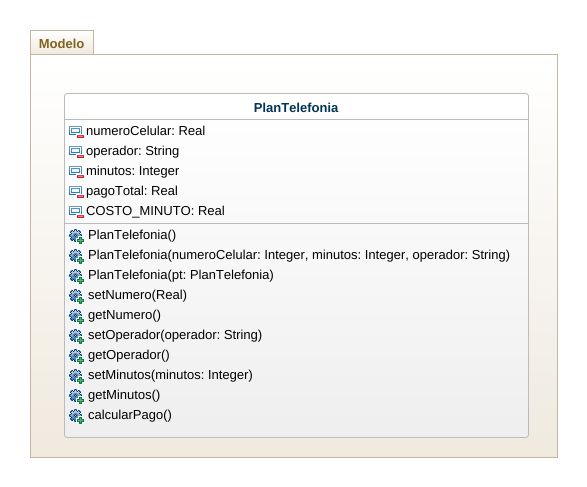 Modelo
PlanTelefonia
numeroCelular: Real
operador: String
minutos: Integer
pagoTotal: Real
COSTO_MINUTO: Real
PlanTelefonia()
PlanTelefonia(numeroCelular: Integer, minutos: Integer, operador: String)
PlanTelefonia(pt: PlanTelefonia)
setNumero(Real)
getNumero()
setOperador(operador: String)
getOperador()
setMinutos(minutos: Integer)
getMinutos()
calcularPago()